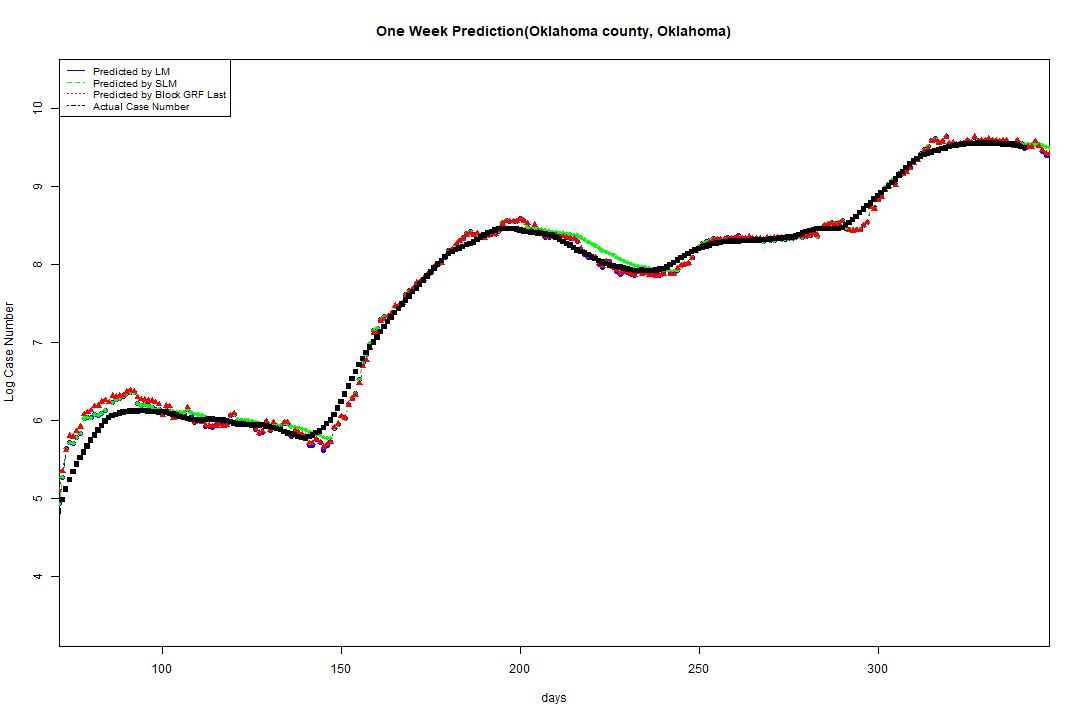 One Week Prediction(Oklahoma county, Oklahoma)
Predicted by LM
Predicted by SLM
Predicted by Block GRF Last
Actual Case Number
10
9
8
7
6
5
4
Log Case Number
100 150 200 250 300
days